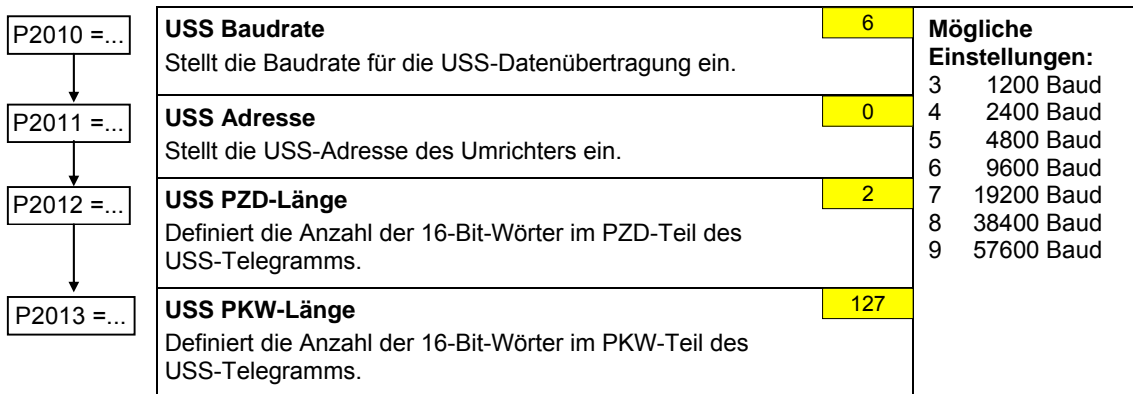 P2010 =...
USS Baudrate
6
Stellt die Baudrate für die USS-Datenübertragung ein.
P2011 =...
USS Adresse
0
Stellt die USS-Adresse des Umrichters ein.
P2012 =...
USS PZD-Länge
2
Definiert die Anzahl der 16-Bit-Wörter im PZD-Teil des
USS-Telegramms.
P2013 =...
USS PKW-Länge
127
Definiert die Anzahl der 16-Bit-Wörter im PKW-Teil des
USS-Telegramms.
Mögliche
Einstellungen:
3 1200 Baud
4 2400 Baud
5 4800 Baud
6 9600 Baud
7 19200 Baud
8 38400 Baud
9 57600 Baud